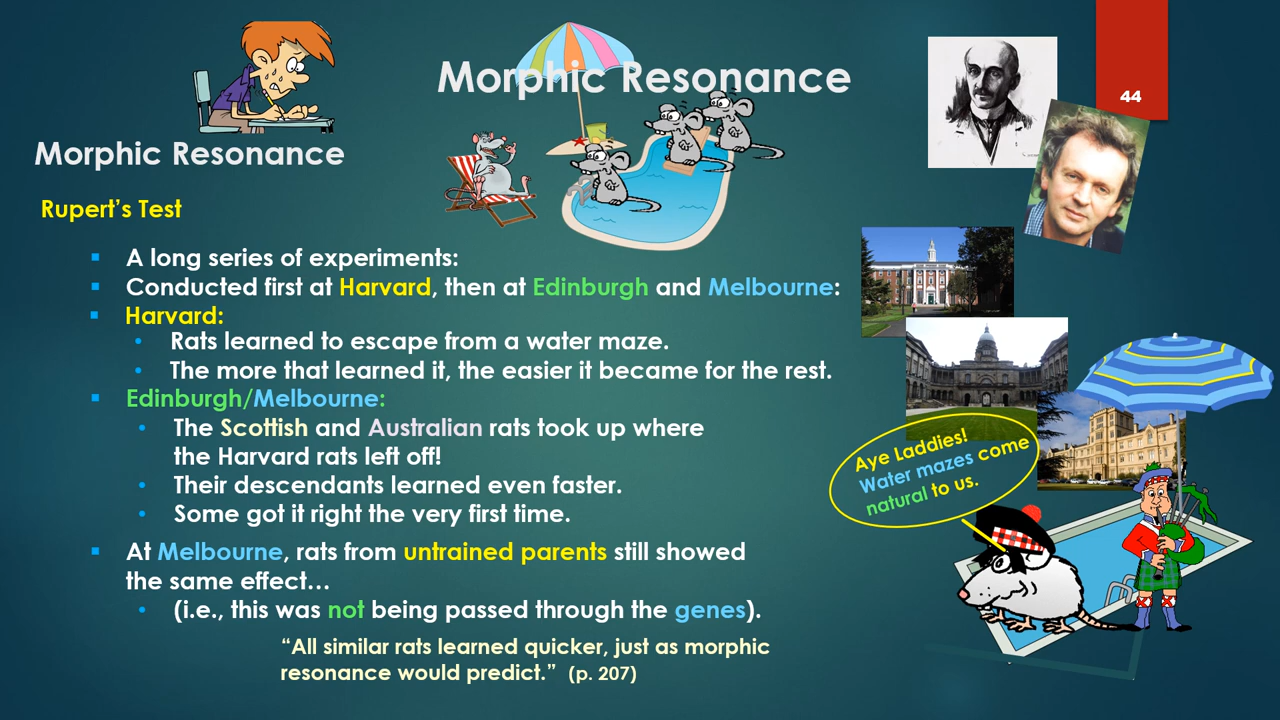 Morphic Resonance
44
Morphic Resonance
Rupert's Test
▪ A long series of experiments:
▪ Conducted first at Harvard, then at Edinburgh and Melbourne:
▪ Harvard:
• Rats learned to escape from a water maze.
• The more that learned it, the easier it became for the rest.
▪ Edinburgh/Melbourne:
• The Scottish and Australian rats took up where
the Harvard rats left off!
• Their descendants learned even faster.
• Some got it right the very first time.
▪ At Melbourne, rats from untrained parents still showed
the same effect…
• (i.e., this was not being passed through the genes).
“All similar rats learned quicker, just as morphic
resonance would predict.” (p. 207)
Aye Laddies!
Water mazes come
natural to us.